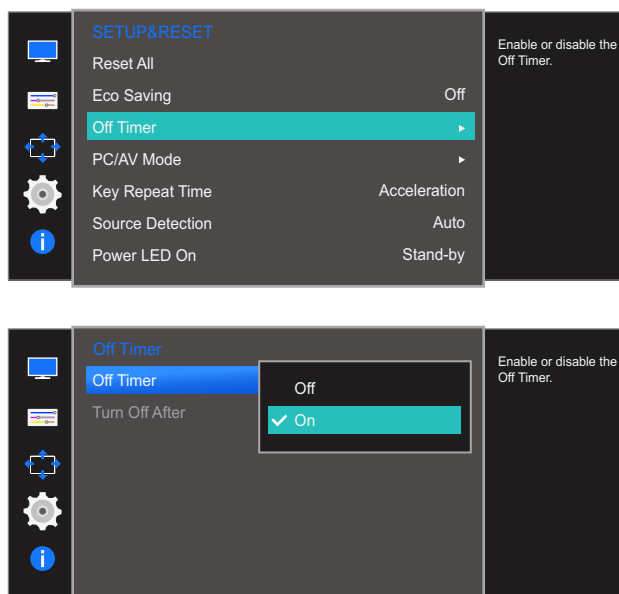 SETUP&RESET
Reset All
Eco Saving Off
Off Timer
PC/AV Mode
Key Repeat Time Acceleration
Source Detection Auto
Power LED On Stand-by
Enable or disable the
Off Timer.
Off Timer
Off Timer
Turn Off After
Off
On
Enable or disable the
Off Timer.